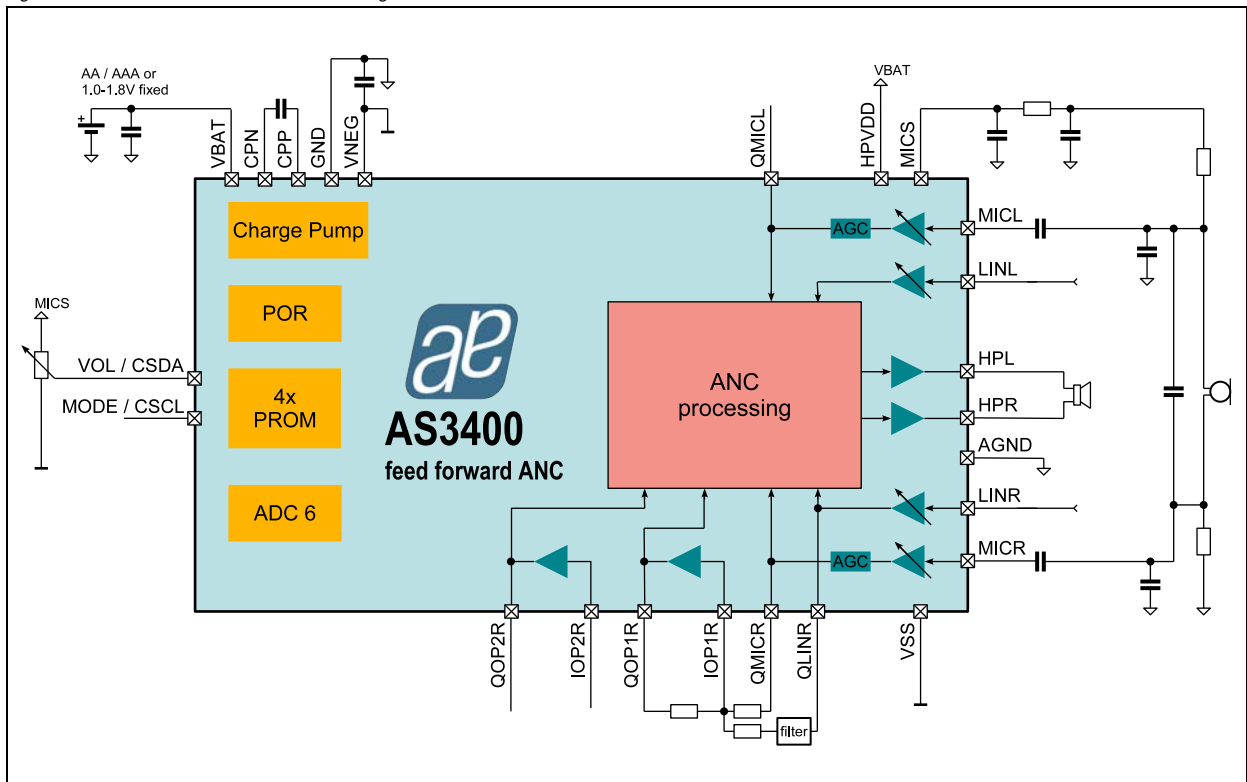 AA / AAA or
1.0-1.8V fixed
VBAT
CPN
CPP
GND
VNEG
QMICL
VBAT
HPVDD
MICS
Charge Pump
POR
4x
PROM
ADC 6
MICS
VOL / CSDA
MODE / CSCL
ae
AS3400
feed forward ANC
ANC
processing
AGC
AGC
MICL
LINL
HPL
HPR
AGND
LINR
MICR
QOP2R
IOP2R
QOP1R
IOP1R
QMICR
QLINR
VSS
filter